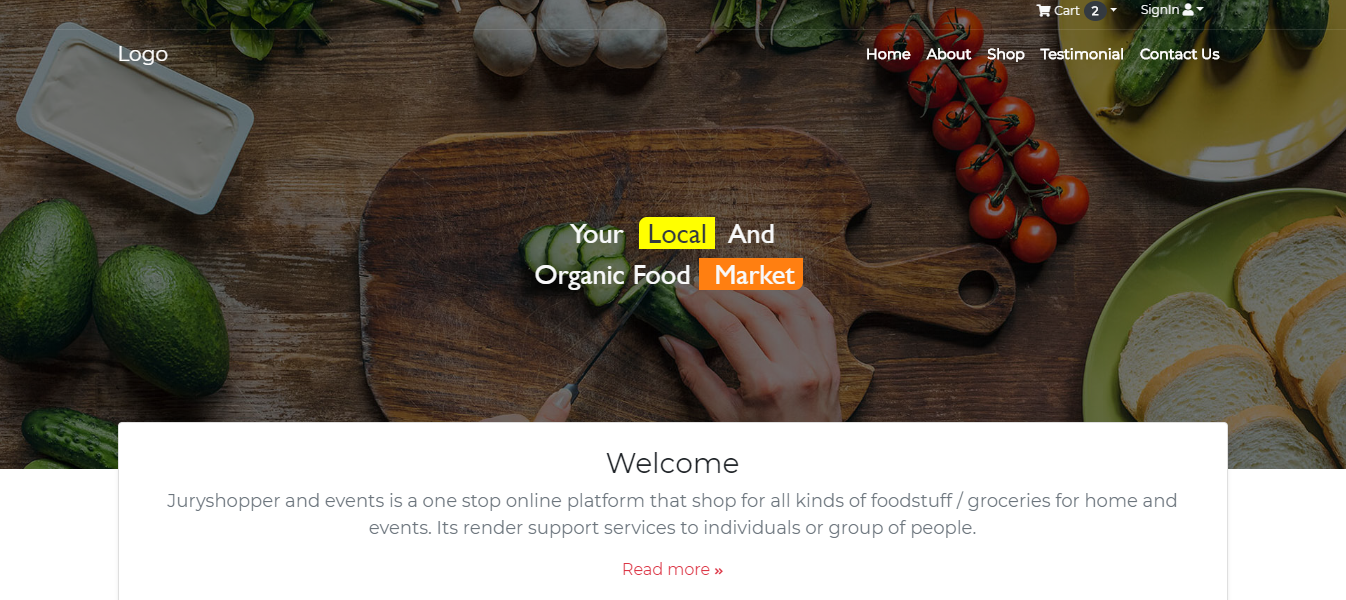 Cart 2 SignIn
Logo
Home About Shop Testimonial Contact Us
Your Local And
Organic Food Market
Welcome
Juryshopper and events is a one stop online platform that shop for all kinds of foodstuff / groceries for home and
events. Its render support services to individuals or group of people.
Read more »